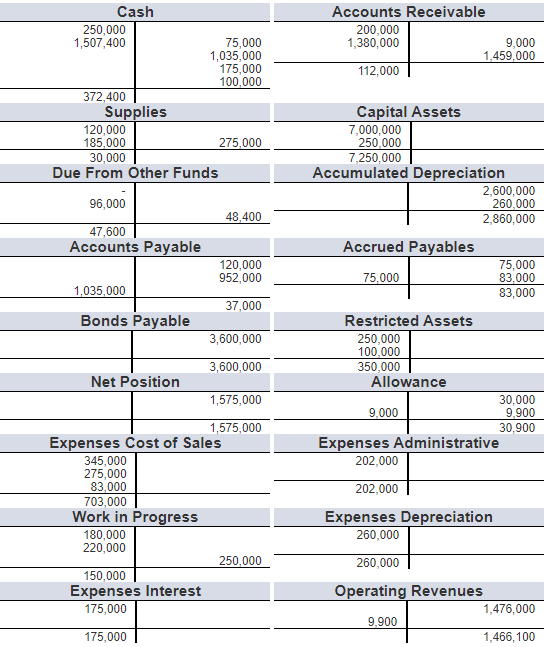 Cash Accounts Receivable
250,000 200,000
1,507,400 75,000 1,380,000 9,000
1,035,000 1,459,000
175,000 112,000
100,000
372,400
Supplies Capital Assets
120,000 7,000,000
185,000 275,000 250,000
30,000 7,250,000
Due From Other Funds Accumulated Depreciation
- 2,600,000
96,000 260,000
48,400 2,860,000
47,600
Accounts Payable Accrued Payables
120,000 75,000
952,000 75,000 83,000
1,035,000 83,000
37,000
Bonds Payable Restricted Assets
3,600,000 250,000
100,000
3,600,000 350,000
Net Position Allowance
1,575,000 30,000
9,000 9,900
1,575,000 30,900
Expenses Cost of Sales Expenses Administrative
345,000 202,000
275,000
83,000 202,000
703,000
Work in Progress Expenses Depreciation
180,000 260,000
220,000
250,000 260,000
150,000
Expenses Interest Operating Revenues
175,000 1,476,000
9,900
175,000 1,466,100